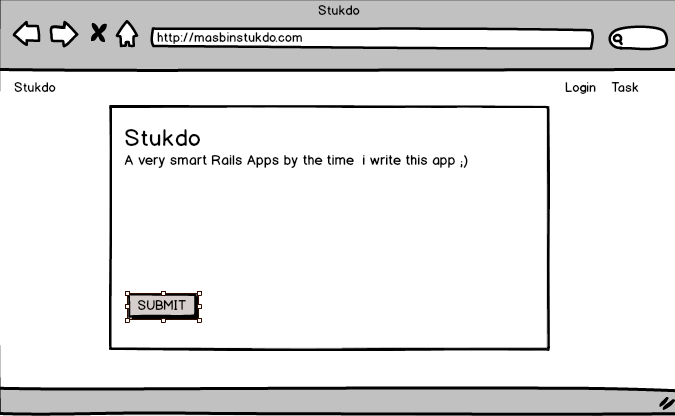 Stukdo
http://masbinstukdo.com
Stukdo Login Task
Stukdo
A very smart Rails Apps by the time i write this app ;)
SUBMIT